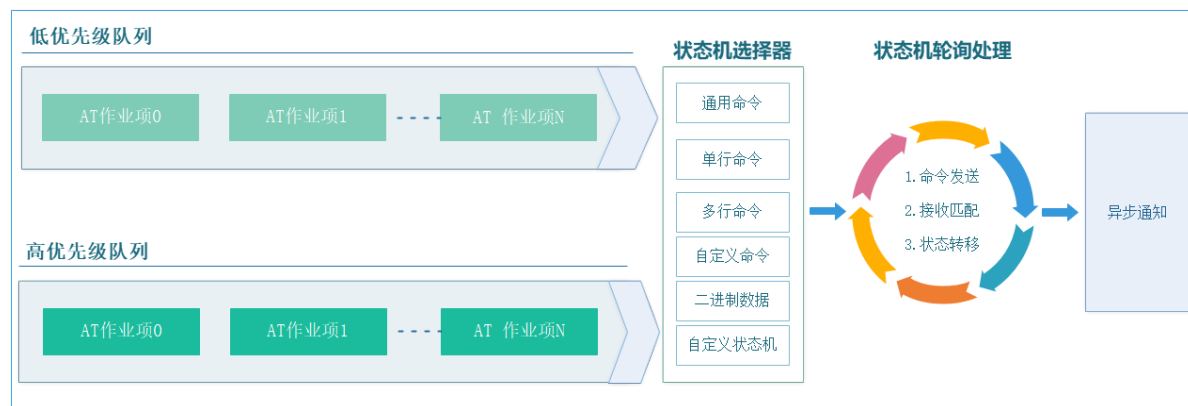 低优先级队列
AT作业项0
AT作业项1
AT 作业项N
高优先级队列
AT作业项0
AT作业项1
AT 作业项N
状态机选择器
通用命令
单行命令
多行命令
自定义命令
二进制数据
自定义状态机
状态机轮询处理
1.命令发送
2.接收匹配
3.状态转移
异步通知